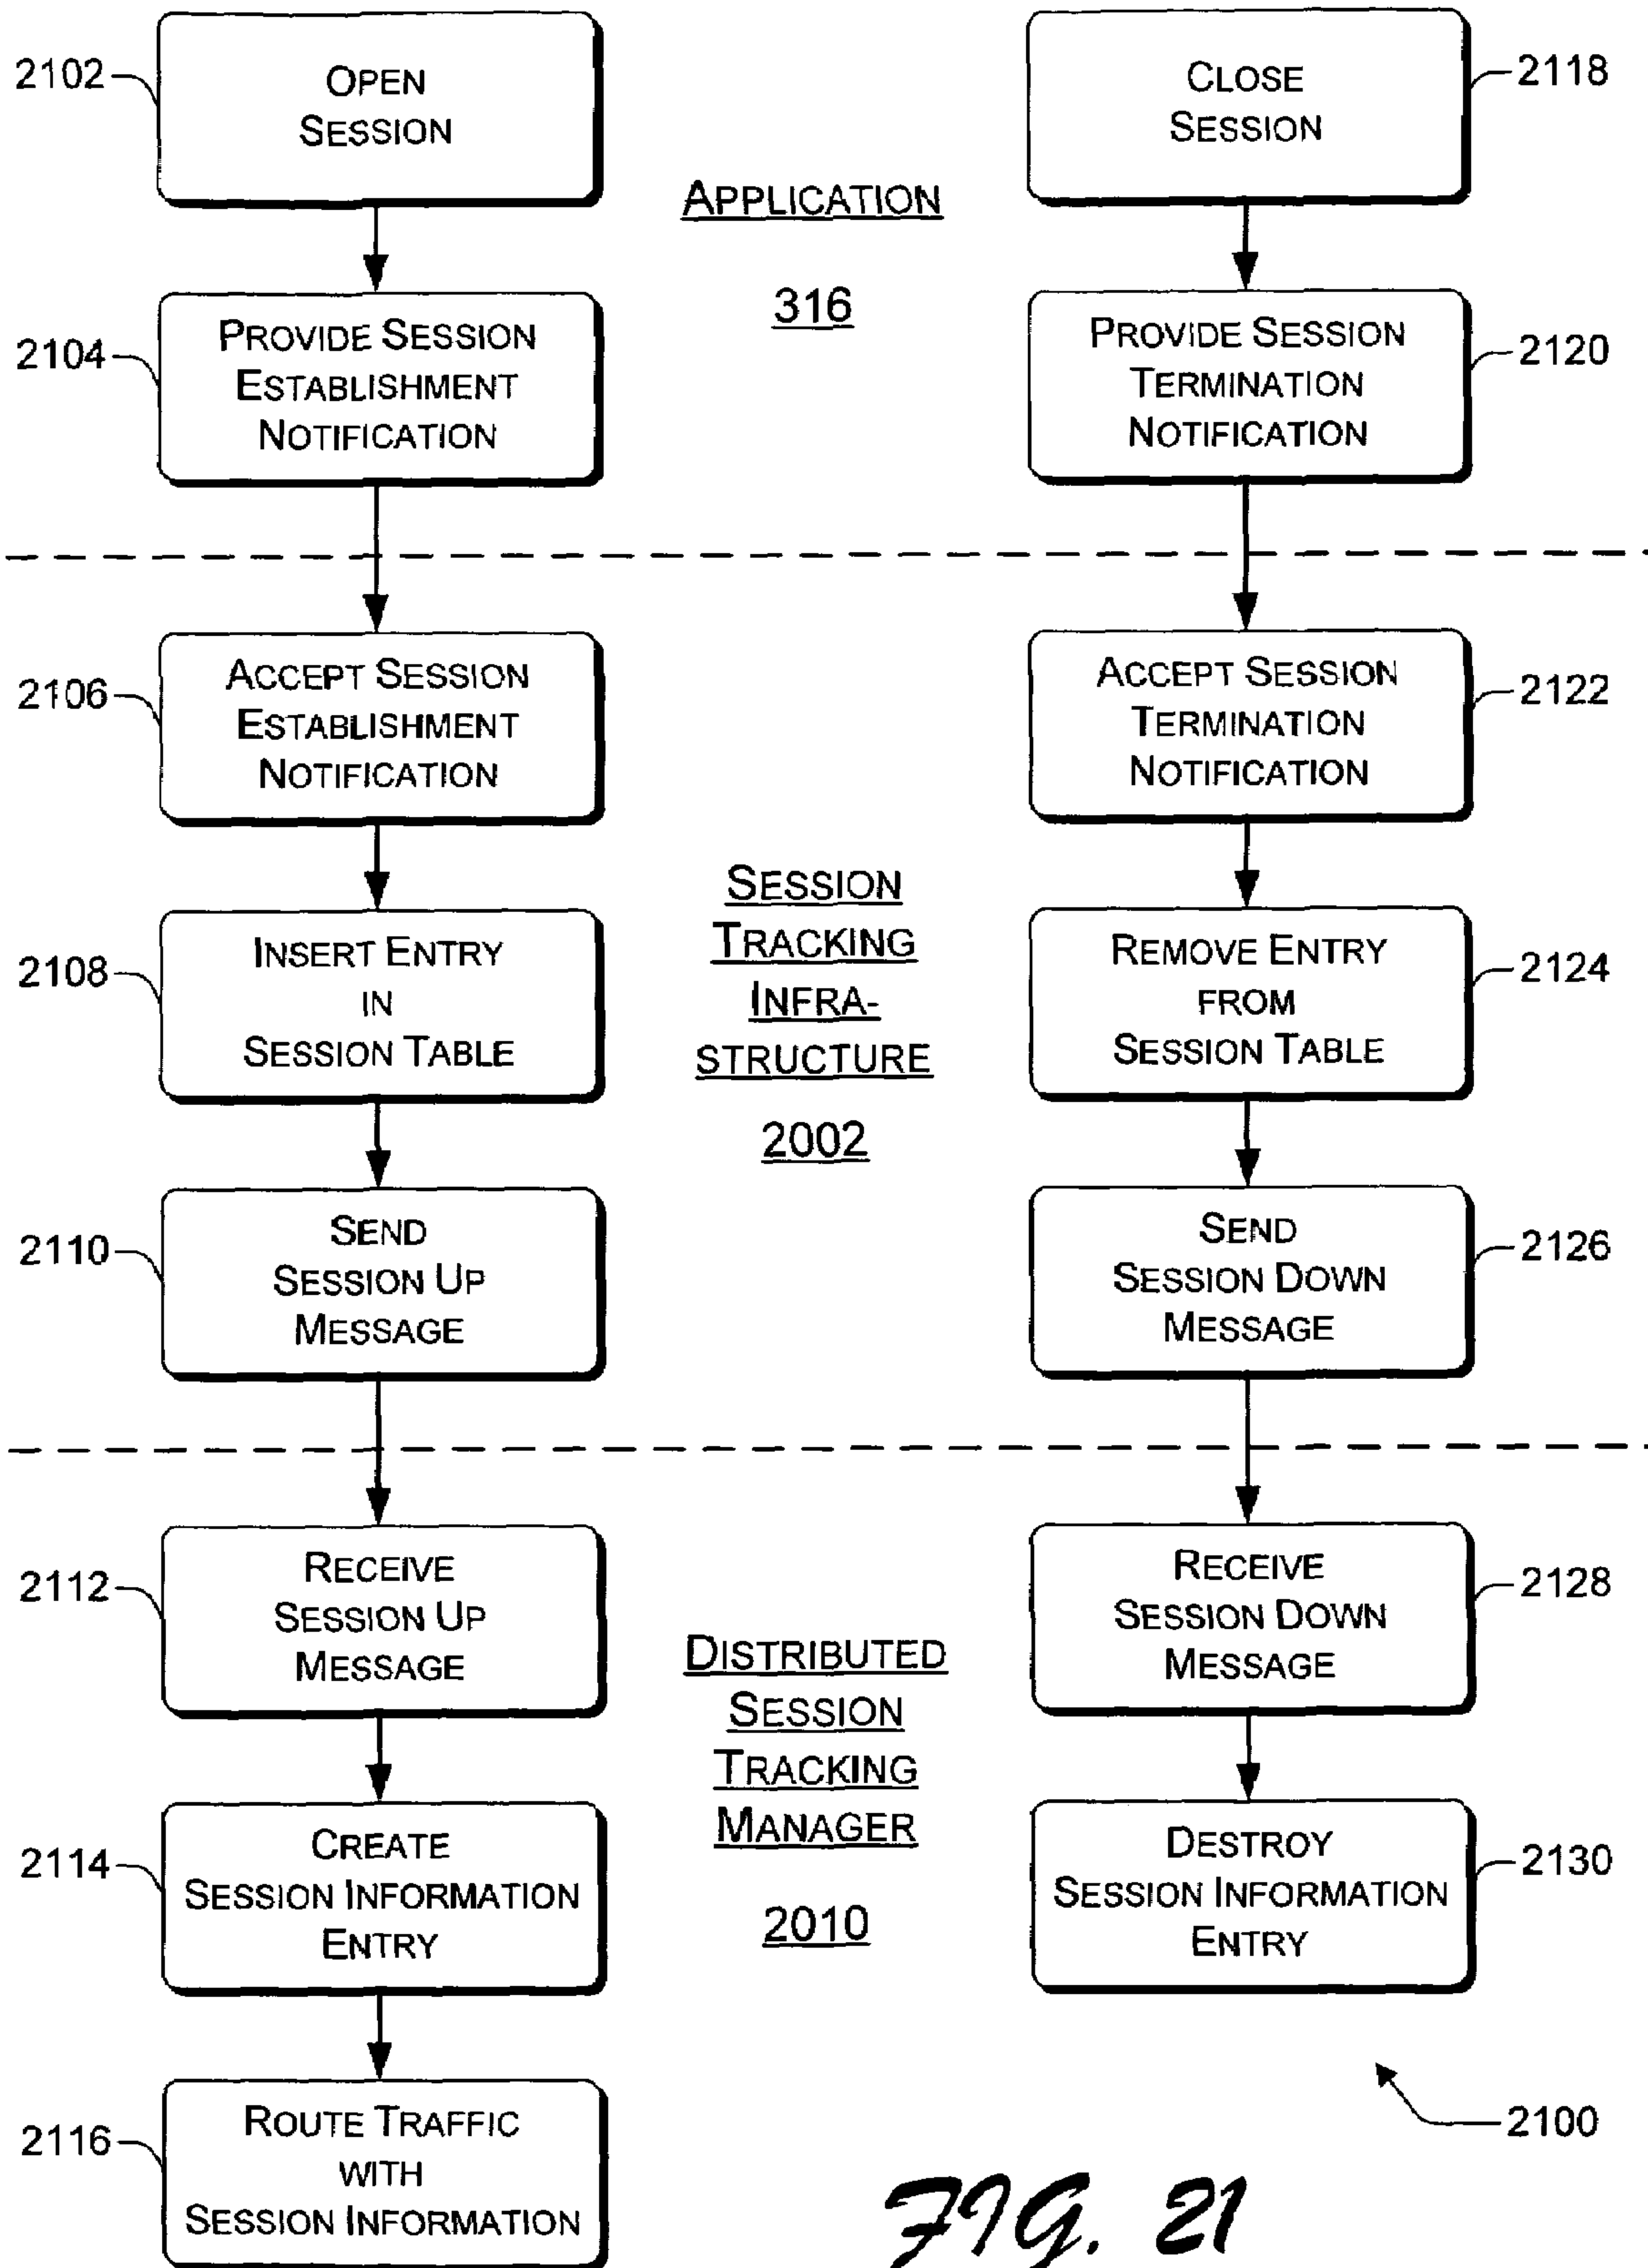 2102
OPEN
SESSION
2104
PROVIDE SESSION
ESTABLISHMENT
NOTIFICATION
APPLICATION
316
CLOSE
SESSION
2118
PROVIDE SESSION
TERMINATION
NOTIFICATION
2120
2106
ACCEPT SESSION
ESTABLISHMENT
NOTIFICATION
2108
INSERT ENTRY
IN
SESSION TABLE
2110
SEND
SESSION UP
MESSAGE
SESSION
TRACKING
INFRA-
STRUCTURE
2002
ACCEPT SESSION
TERMINATION
NOTIFICATION
2122
REMOVE ENTRY
FROM
SESSION TABLE
2124
SEND
SESSION DOWN
MESSAGE
2126
2112
RECEIVE
SESSION UP
MESSAGE
2114
CREATE
SESSION INFORMATION
ENTRY
2116
ROUTE TRAFFIC
WITH
SESSION INFORMATION
DISTRIBUTED
SESSION
TRACKING
MANAGER
2010
RECEIVE
SESSION DOWN
MESSAGE
2128
DESTROY
SESSION INFORMATION
ENTRY
2130
2100
FIG. 21